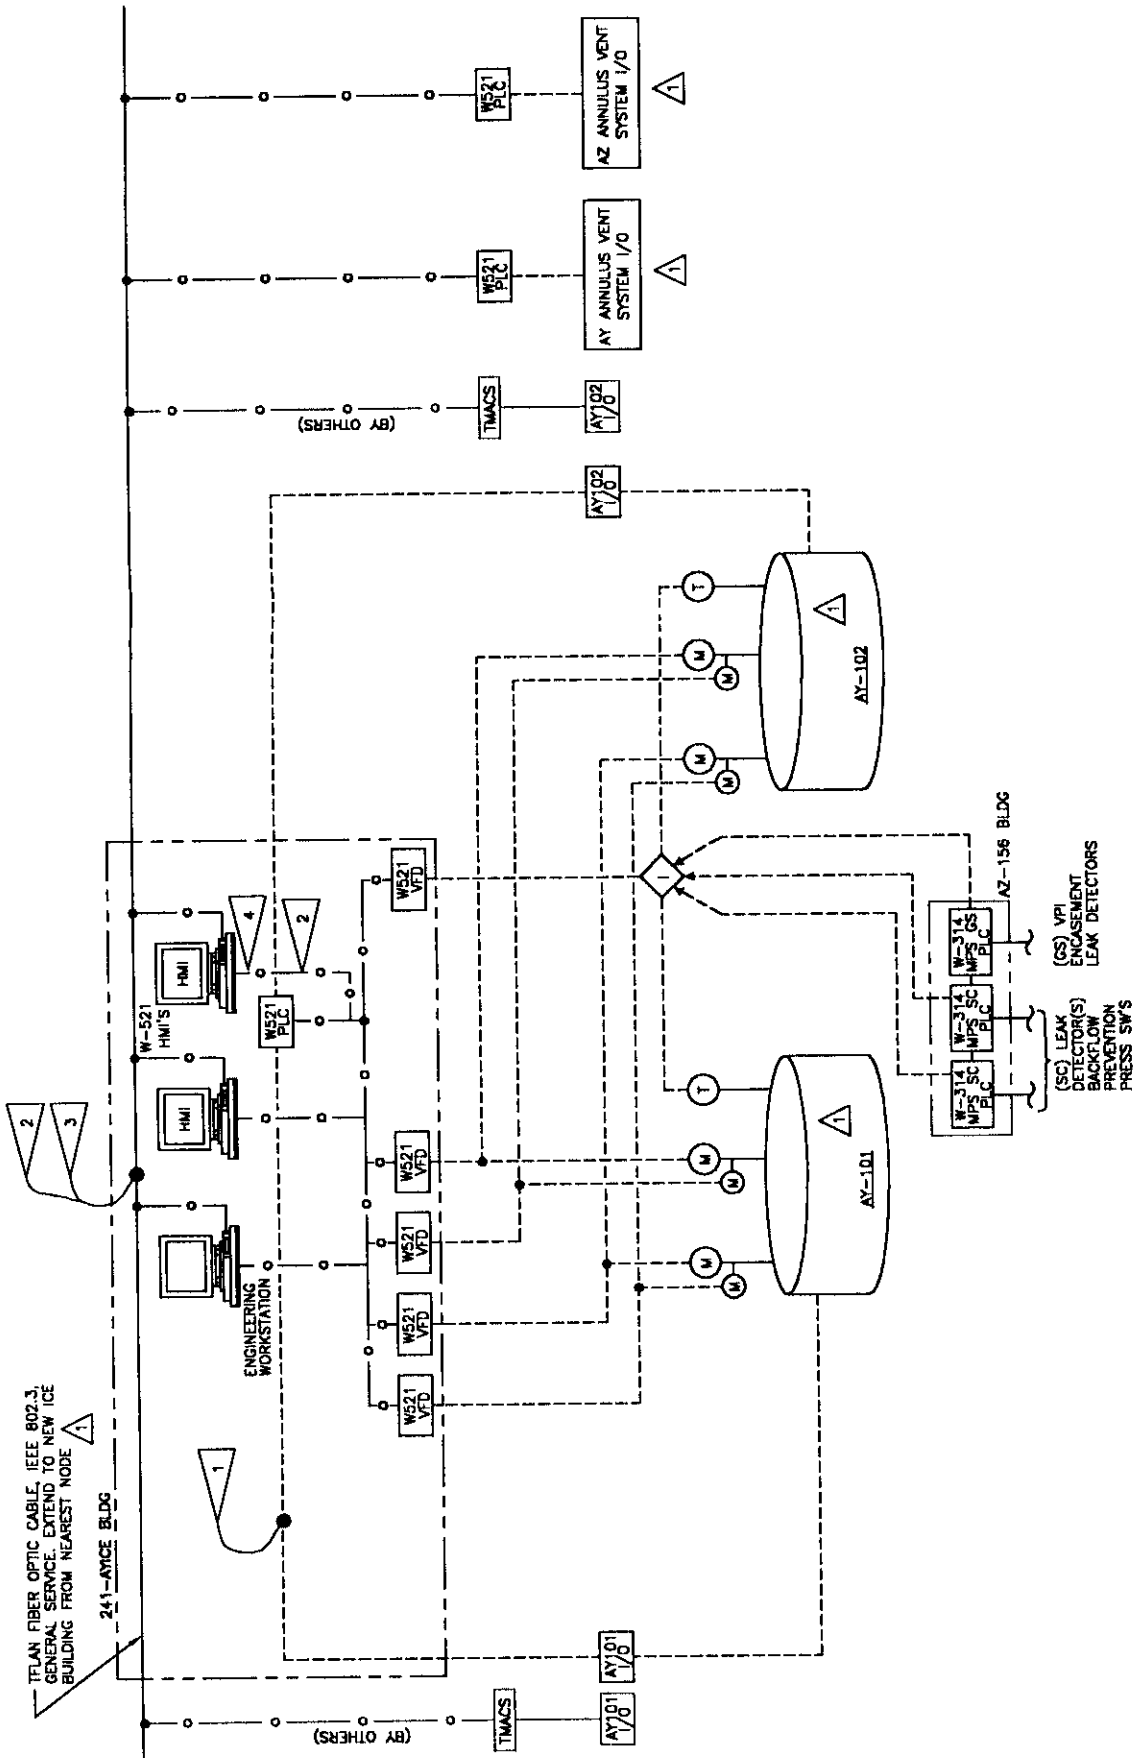 TFLAN FIBER OPTIC CABLE, IEEE 802.3,
GENERAL SERVICE. EXTEND TO NEW ICE
BUILDING FROM NEAREST NODE
1
241-AYICE BLDG
2
3
W-521
HMI'S
HMI
HMI
4
2
ENGINEERING
WORKSTATION
1
W521
PLC
W521
VFD
W521
VFD
W521
VFD
W521
VFD
W521
VFD
(BY OTHERS)
TMACS
AY101
I/O
AY101
I/O
(BY OTHERS)
TMACS
AY102
I/O
AY102
I/O
W521
PLC
AY ANNULUS VENT
SYSTEM I/O
1
W521
PLC
AZ ANNULUS VENT
SYSTEM I/O
1
M
M
M
M
T
1
AY-101
I
M
M
M
M
T
1
AY-102
AZ-156 BLDG
W-314
MPS SC
PLC
W-314
MPS SC
PLC
W-314
MPS GS
PLC
(SC) LEAK
DETECTOR(S)
BACKFLOW
PREVENTION
PRESS SW'S
(GS) VPI
ENCASEMENT
LEAK DETECTORS